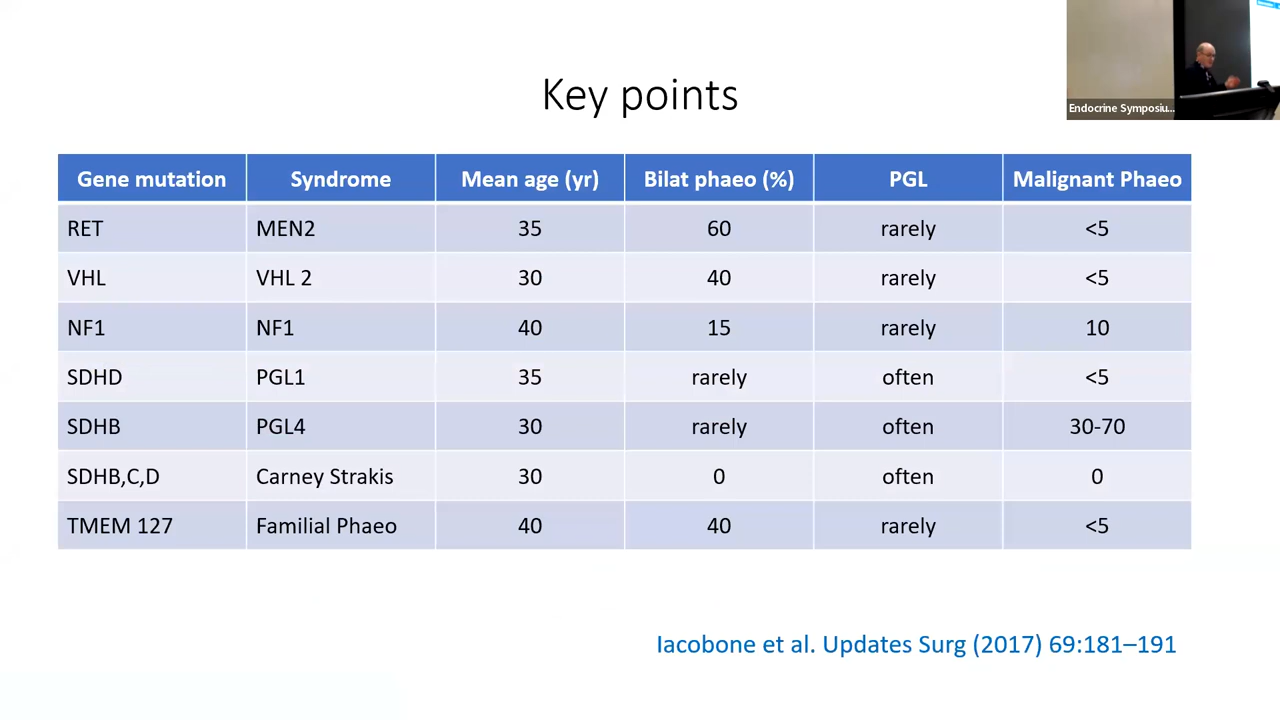 Endocrine Symposiu...
Key points
Gene mutation Syndrome Mean age (yr) Bilat phaeo (%) PGL Malignant Phaeo
RET MEN2 35 60 rarely <5
VHL VHL 2 30 40 rarely <5
NF1 NF1 40 15 rarely 10
SDHD PGL1 35 rarely often <5
SDHB PGL4 30 rarely often 30-70
SDHB,C,D Carney Strakis 30 0 often 0
TMEM 127 Familial Phaeo 40 40 rarely <5
Iacobone et al. Updates Surg (2017) 69:181–191